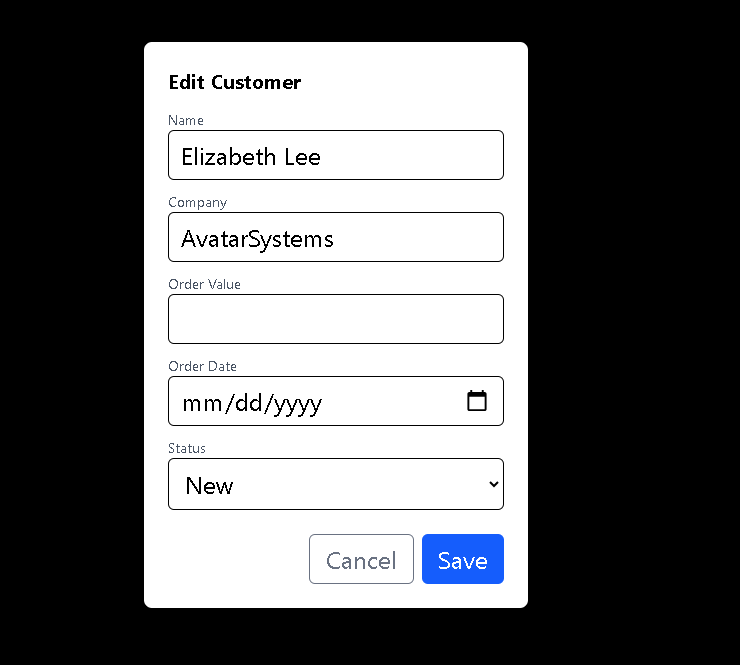 Edit Customer
Name
Elizabeth Lee
Company
AvatarSystems
Order Value
Order Date
mm/dd/yyyy
Status
New
Cancel Save